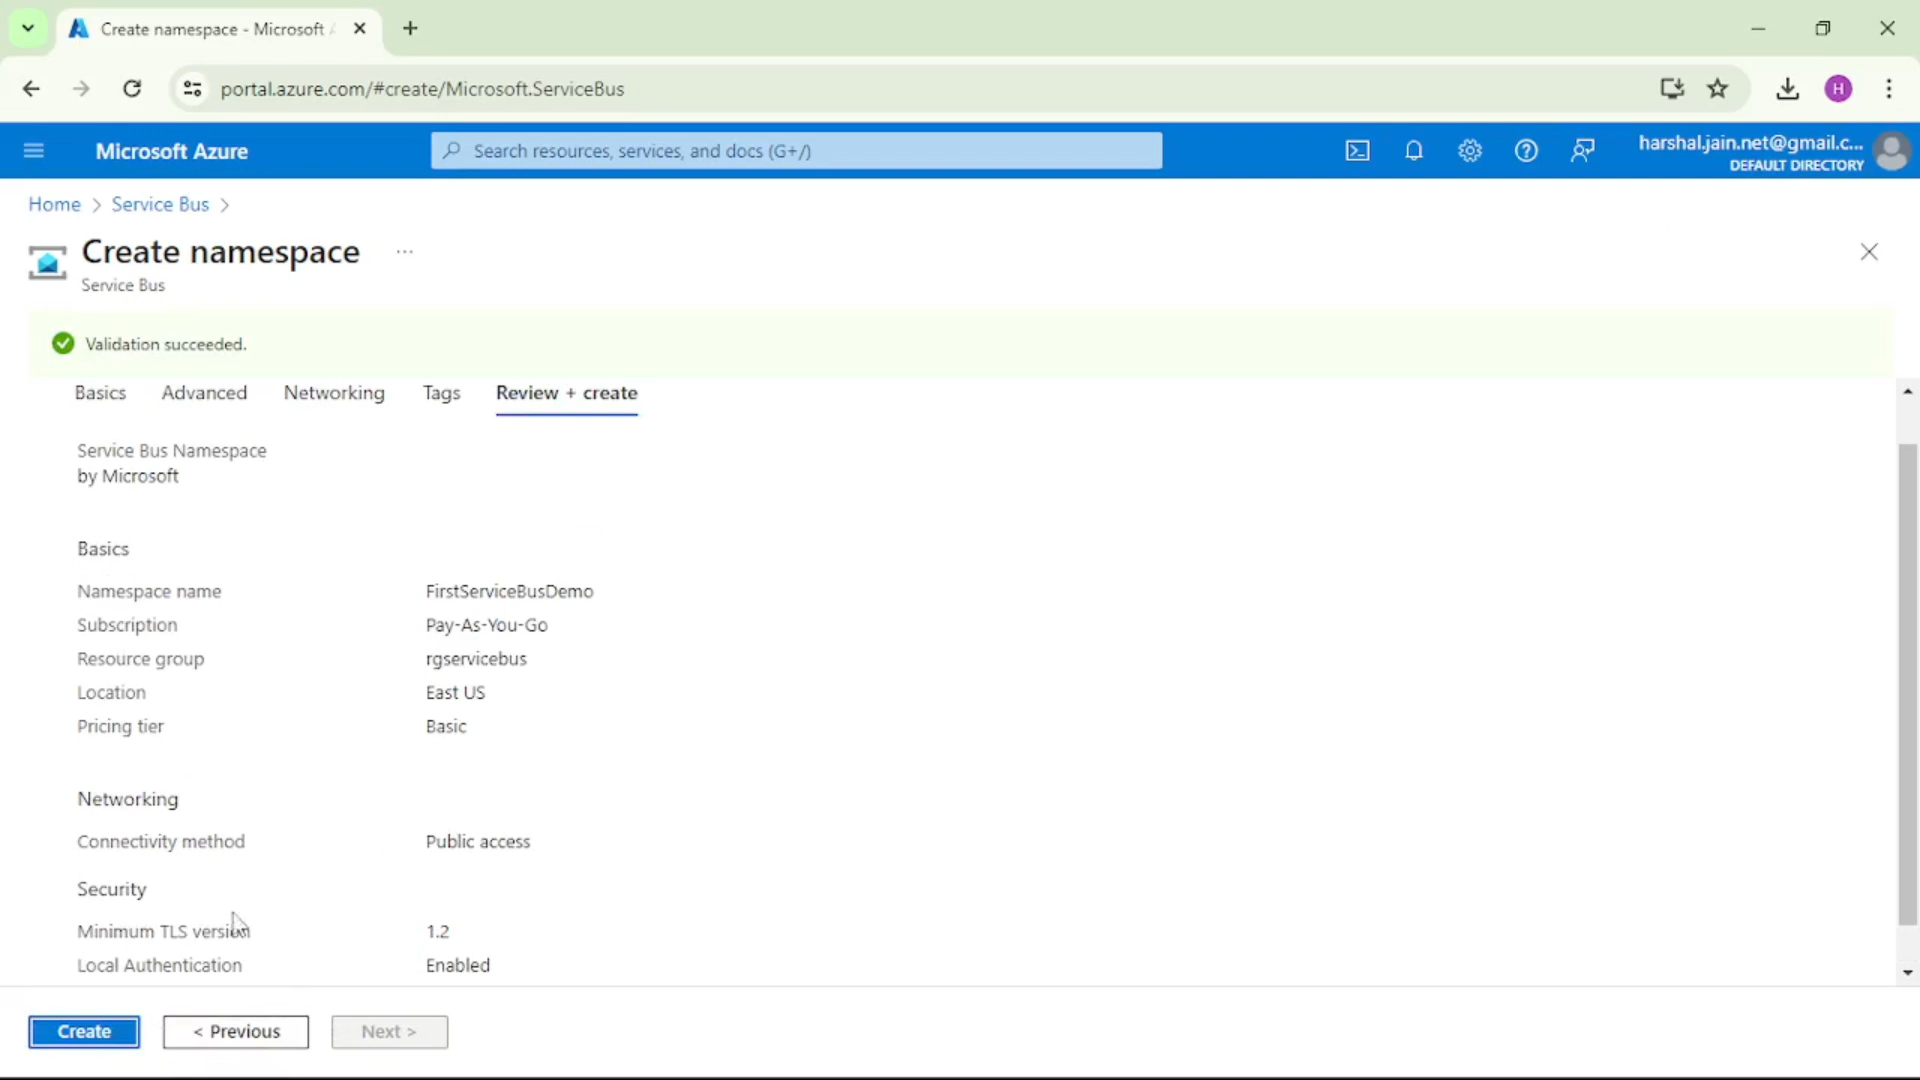 Create namespace - Microsoft A
portal.azure.com/#create/Microsoft.ServiceBus
H
Microsoft Azure
Search resources, services, and docs (G+/)
harshal.jain.net@gmail.c...
DEFAULT DIRECTORY
Home > Service Bus >
Create namespace ...
Service Bus
Validation succeeded.
Basics Advanced Networking Tags Review + create
Service Bus Namespace
by Microsoft
Basics
Namespace name FirstServiceBusDemo
Subscription Pay-As-You-Go
Resource group rgservicebus
Location East US
Pricing tier Basic
Networking
Connectivity method Public access
Security
Minimum TLS version 1.2
Local Authentication Enabled
Create < Previous Next >